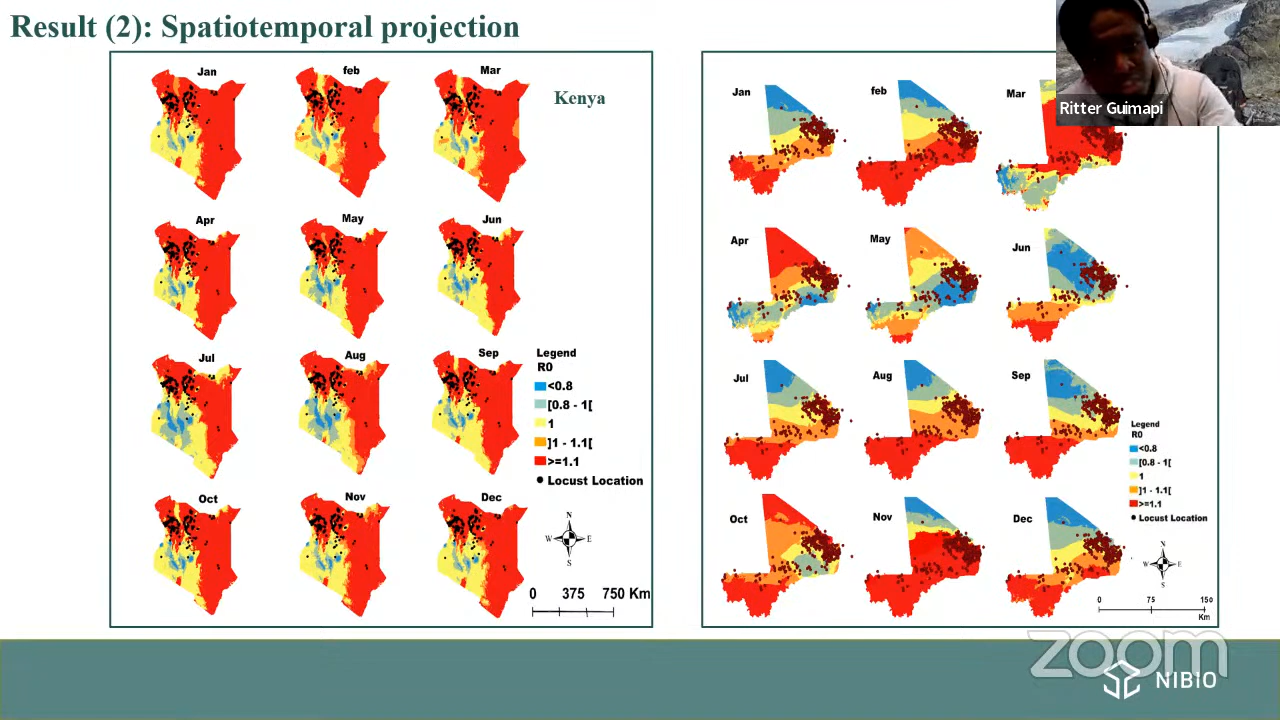 Result (2): Spatiotemporal projection
Jan
feb
Mar
Kenya
Apr
May
Jun
Jul
Aug
Sep
Legend
R0
<0.8
[0.8 - 1[
1
]1 - 1.1[
>=1.1
Locust Location
Oct
Nov
Dec
N
W
E
S
0 375 750 Km
Jan
feb
Mar
Ritter Guimapi
Apr
May
Jun
Jul
Aug
Sep
Legend
R0
<0.8
[0.8 - 1[
1
]1 - 1.1[
>=1.1
Locust Location
Oct
Nov
Dec
N
W
E
S
0 75 150
Km
zoom
NIBIO